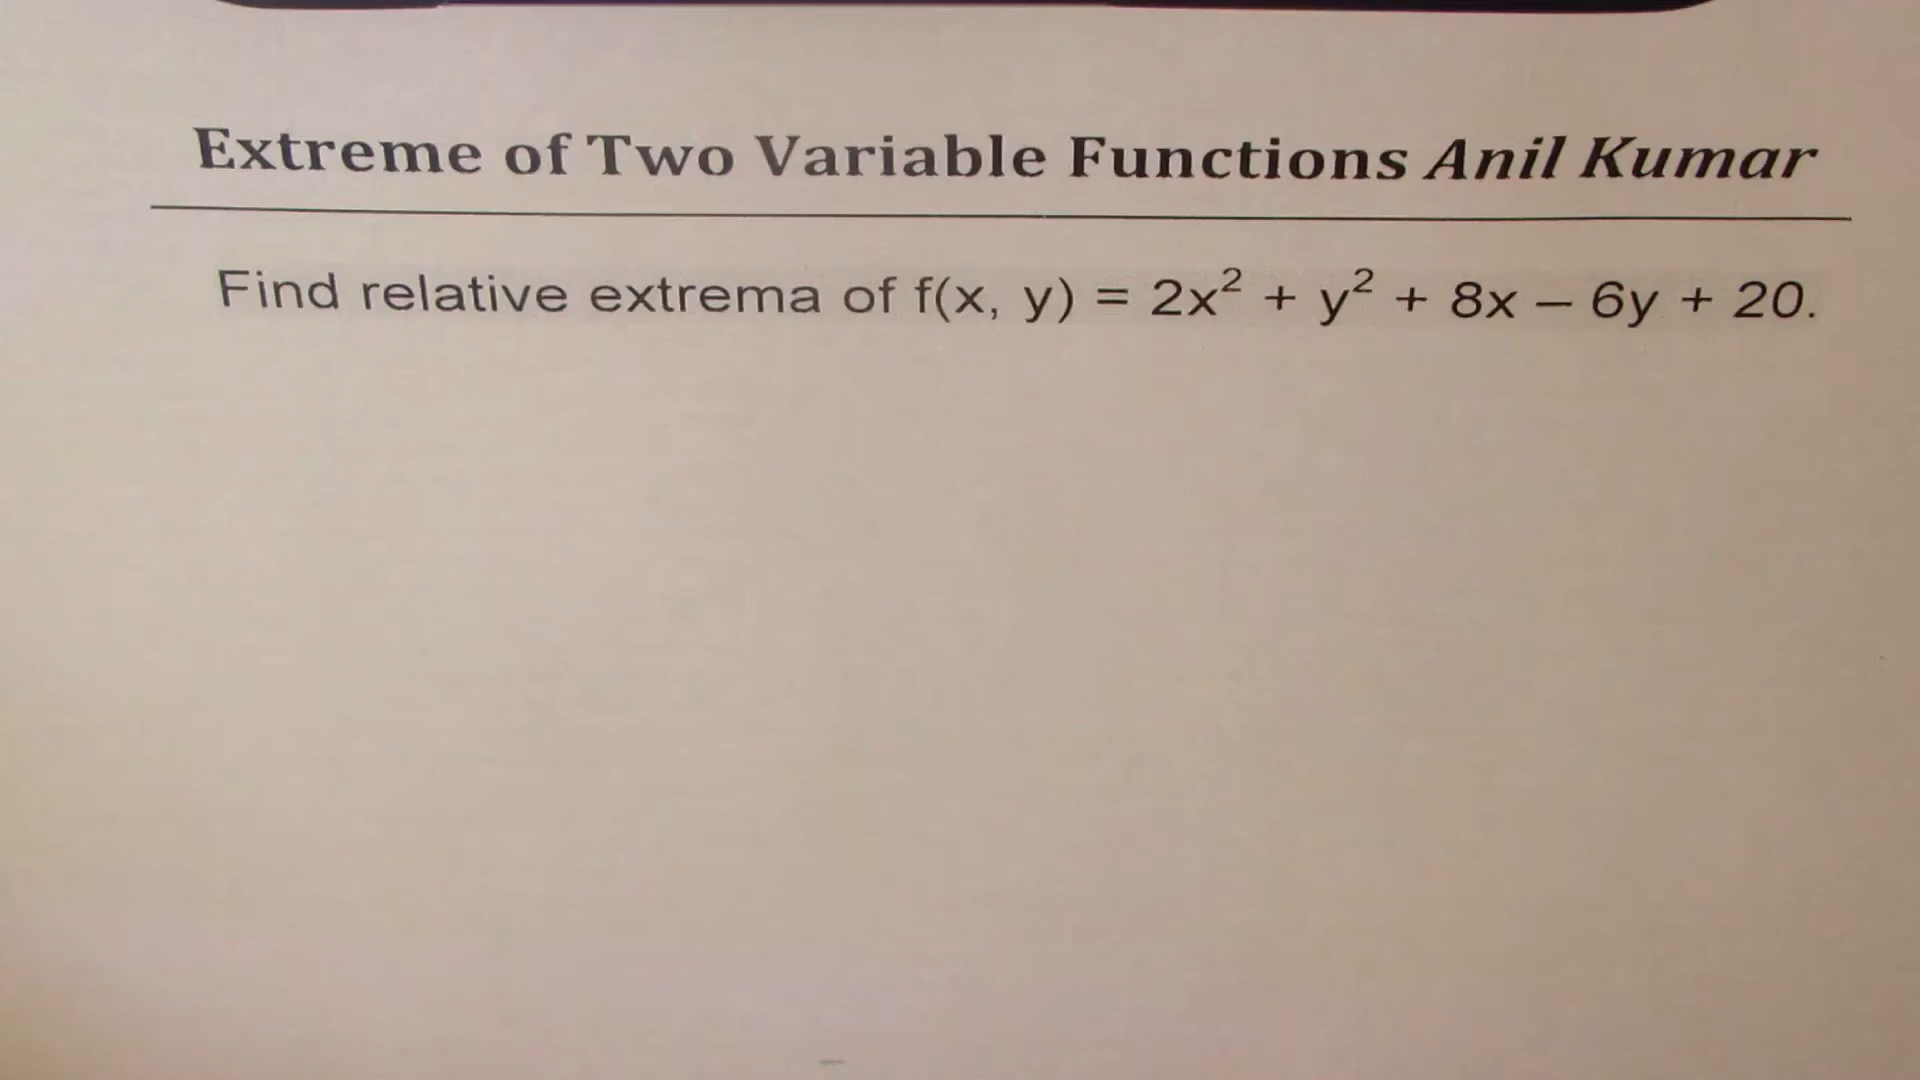 Extreme of Two Variable Functions Anil Kumar
Find relative extrema of f(x, y) = 2x² + y² + 8x – 6y + 20.